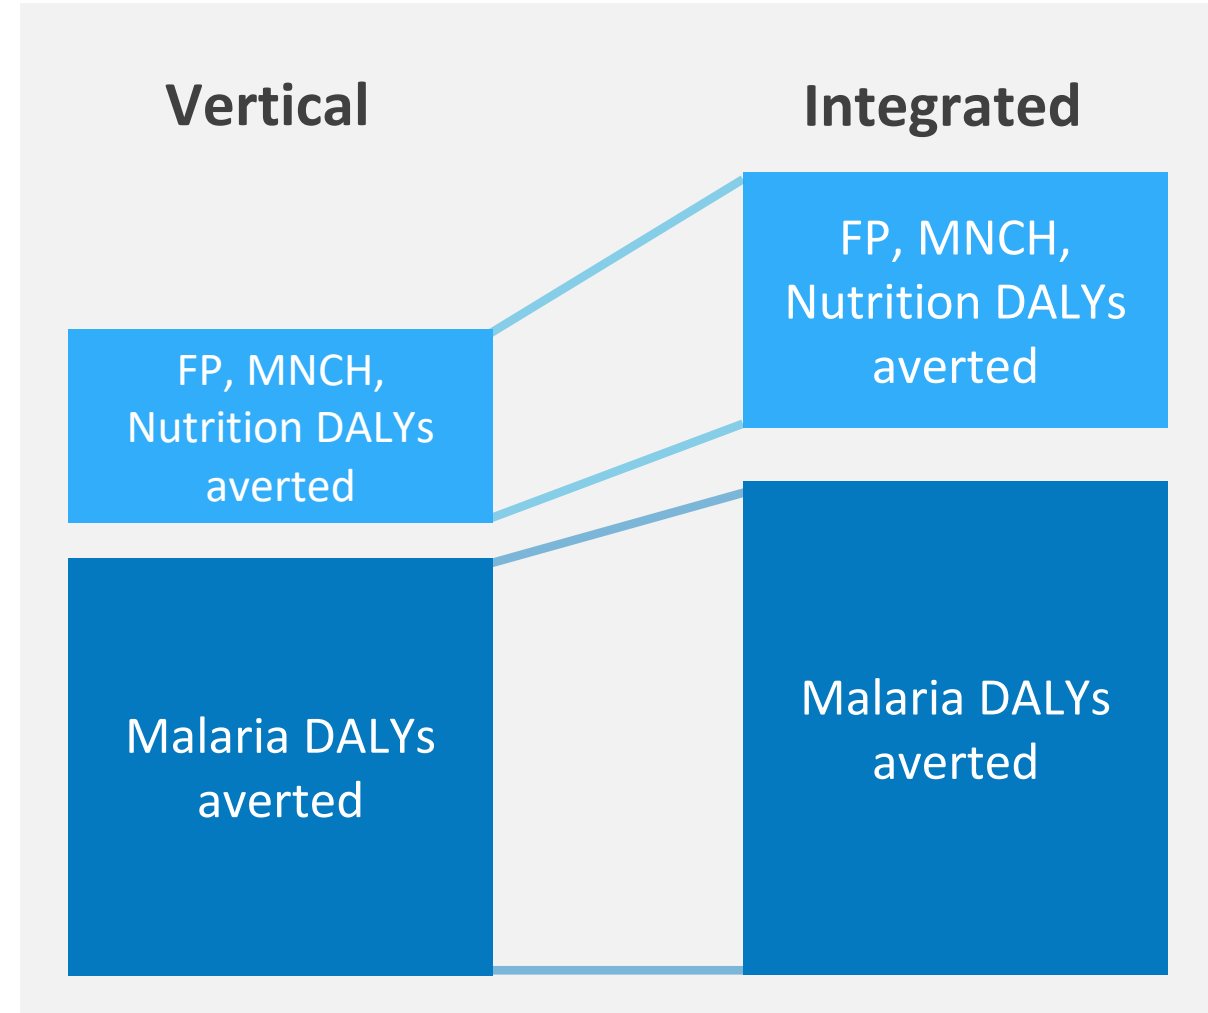 Vertical
Integrated
FP, MNCH,
Nutrition DALYs
averted
Malaria DALYs
averted
FP, MNCH,
Nutrition DALYs
averted
Malaria DALYs
averted